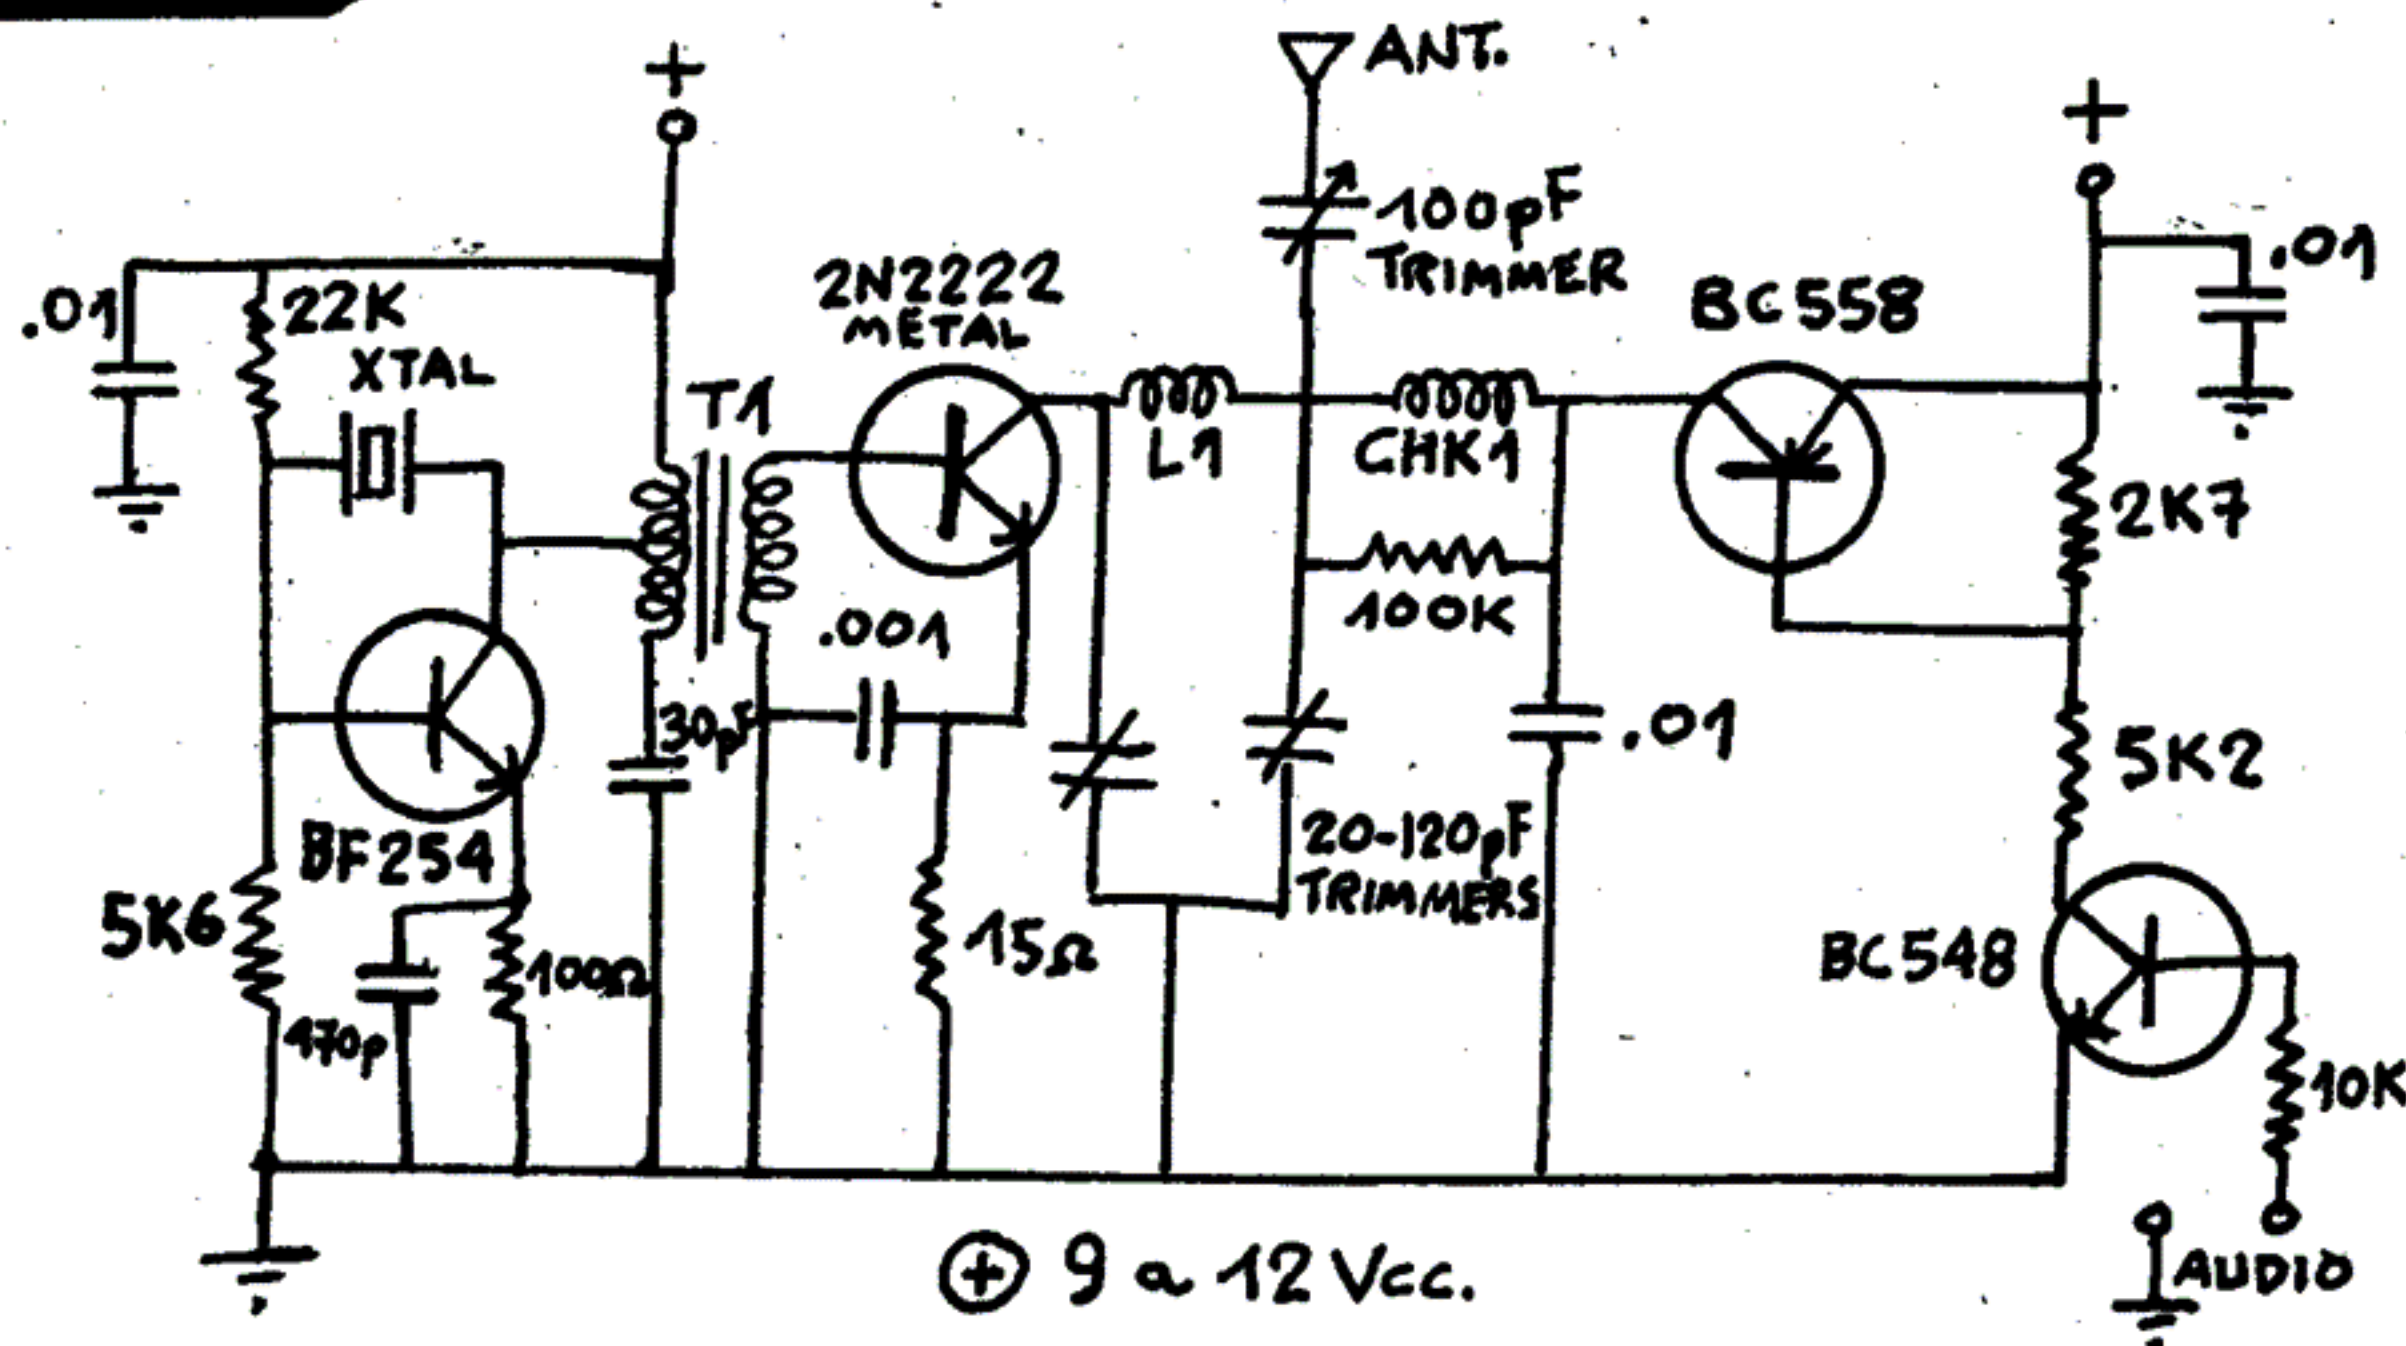 ANT.
+
+
100pF
TRIMMER
.01
22K
XTAL
2N2222
METAL
BC558
.01
T1
L1
CHK1
2K7
100K
.001
30pF
.01
5K2
BF254
20-120pF
TRIMMERS
5K6
100Ω
15Ω
BC548
470p
10K
+ 9 a 12 Vcc.
AUDIO